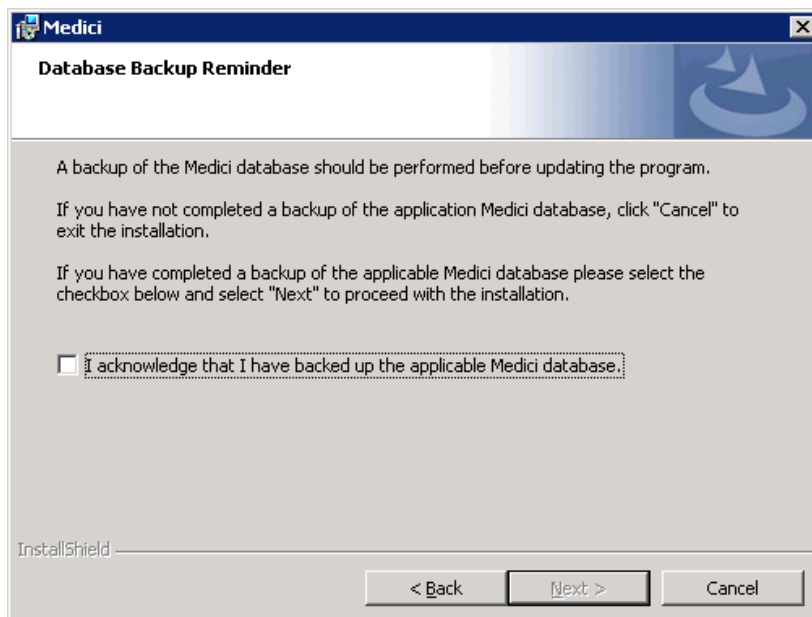 Medici
Database Backup Reminder
A backup of the Medici database should be performed before updating the program.
If you have not completed a backup of the application Medici database, click "Cancel" to
exit the installation.
If you have completed a backup of the applicable Medici database please select the
checkbox below and select "Next" to proceed with the installation.
I acknowledge that I have backed up the applicable Medici database.
InstallShield
< Back Next > Cancel